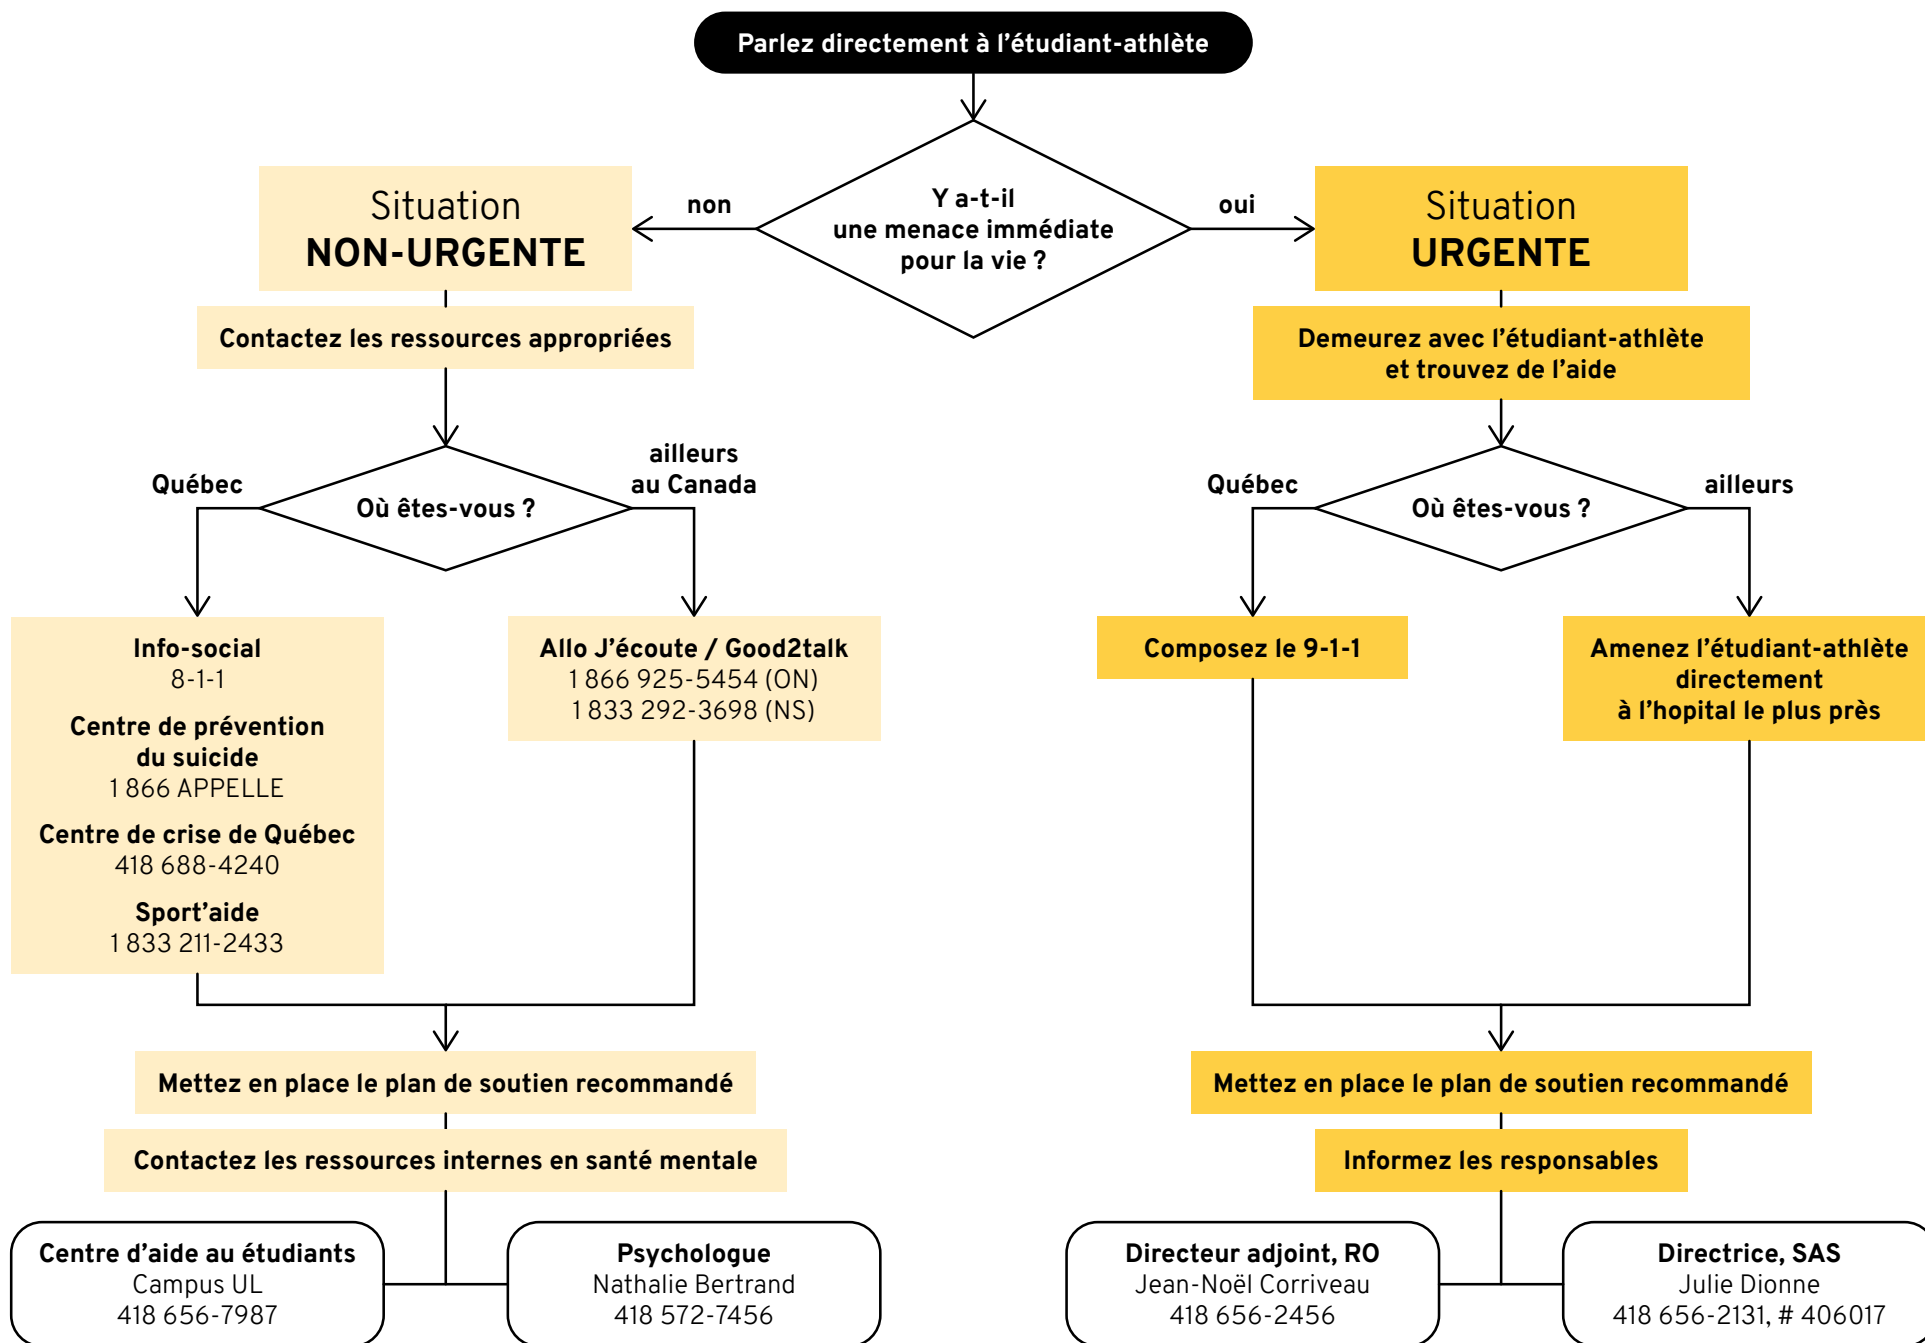 Parlez directement à l'étudiant-athlète
Y a-t-il
une menace immédiate
pour la vie ?
non
oui
Situation
NON-URGENTE
Contactez les ressources appropriées
Où êtes-vous ?
Québec
ailleurs
au Canada
Info-social
8-1-1
Centre de prévention
du suicide
1 866 APPELLE
Centre de crise de Québec
418 688-4240
Sport'aide
1 833 211-2433
Allo J'écoute / Good2talk
1 866 925-5454 (ON)
1 833 292-3698 (NS)
Mettez en place le plan de soutien recommandé
Contactez les ressources internes en santé mentale
Centre d'aide au étudiants
Campus UL
418 656-7987
Psychologue
Nathalie Bertrand
418 572-7456
Situation
URGENTE
Demeurez avec l'étudiant-athlète
et trouvez de l'aide
Où êtes-vous ?
Québec
ailleurs
Composez le 9-1-1
Amenez l'étudiant-athlète
directement
à l'hopital le plus près
Mettez en place le plan de soutien recommandé
Informez les responsables
Directeur adjoint, RO
Jean-Noël Corriveau
418 656-2456
Directrice, SAS
Julie Dionne
418 656-2131, # 406017